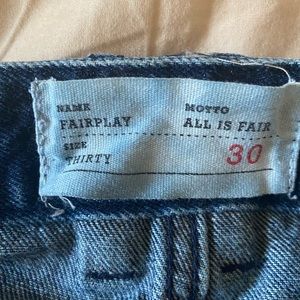 NAME MOTTO
FAIRPLAY ALL IS FAIR
SIZE
THIRTY 30